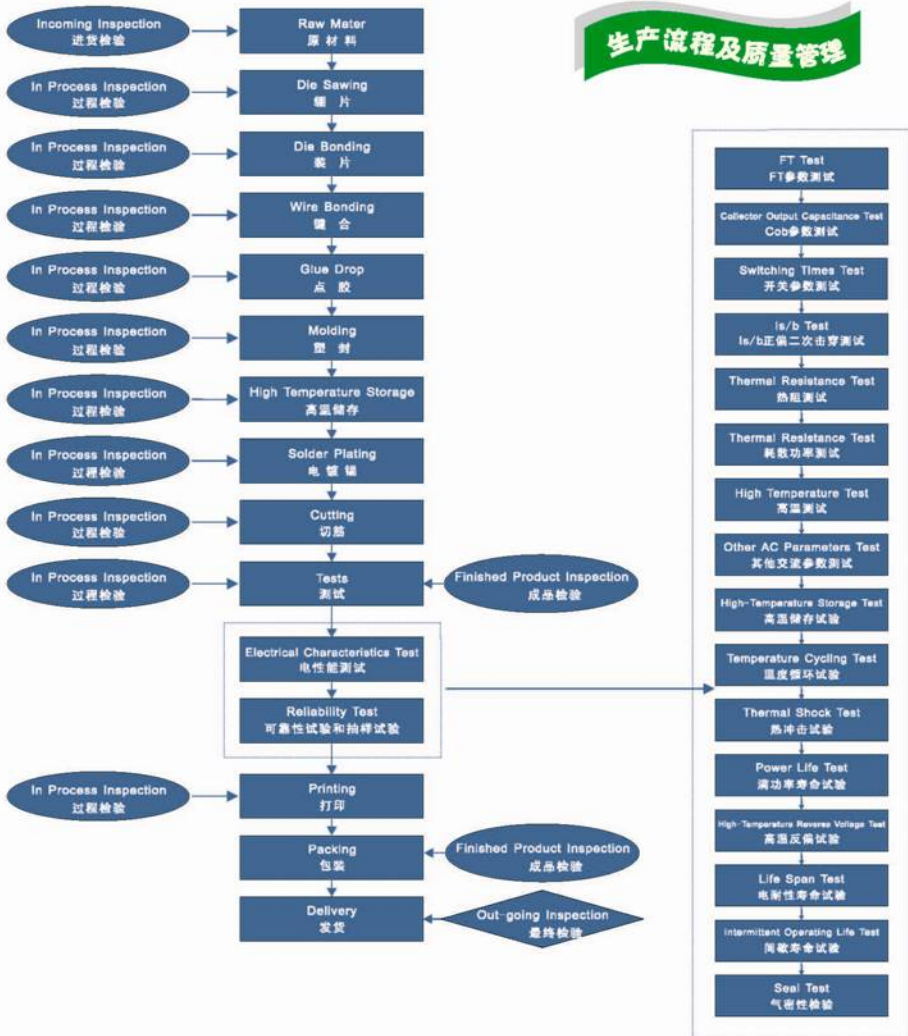 生产流程及质量管理
Incoming Inspection
进货检验
Raw Mater
原材料
In Process Inspection
过程检验
Die Sawing
片
In Process Inspection
过程检验
Die Bonding
装片
In Process Inspection
过程检验
Wire Bonding
键合
In Process Inspection
过程检验
Glue Drop
点胶
In Process Inspection
过程检验
Molding
塑封
In Process Inspection
过程检验
High Temperature Storage
高温储存
In Process Inspection
过程检验
Solder Plating
电镀锡
In Process Inspection
过程检验
Cutting
切筋
In Process Inspection
过程检验
Tests
测试
Finished Product Inspection
成品检验
Electrical Characteristics Test
电性能测试
Reliability Test
可靠性试验和抽样试验
In Process Inspection
过程检验
Printing
打印
Packing
包装
Finished Product Inspection
成品检验
Delivery
发货
Out-going Inspection
最终检验
FT Test
FT参数测试
Collector Output Capacitance Test
Cob参数测试
Switching Times Test
开关参数测试
Is/b Test
Is/b正偏二次击穿测试
Thermal Resistance Test
热阻测试
Thermal Resistance Test
耗散功率测试
High Temperature Test
高温测试
Other AC Parameters Test
其他交流参数测试
High-Temperature Storage Test
高温储存试验
Temperature Cycling Test
温度循环试验
Thermal Shock Test
热冲击试验
Power Life Test
满功率寿命试验
High-Temperature Reverse Voltage Test
高温反偏试验
Life Span Test
电耐性寿命试验
Intermittent Operating Life Test
间歇寿命试验
Seal Test
气密性检验